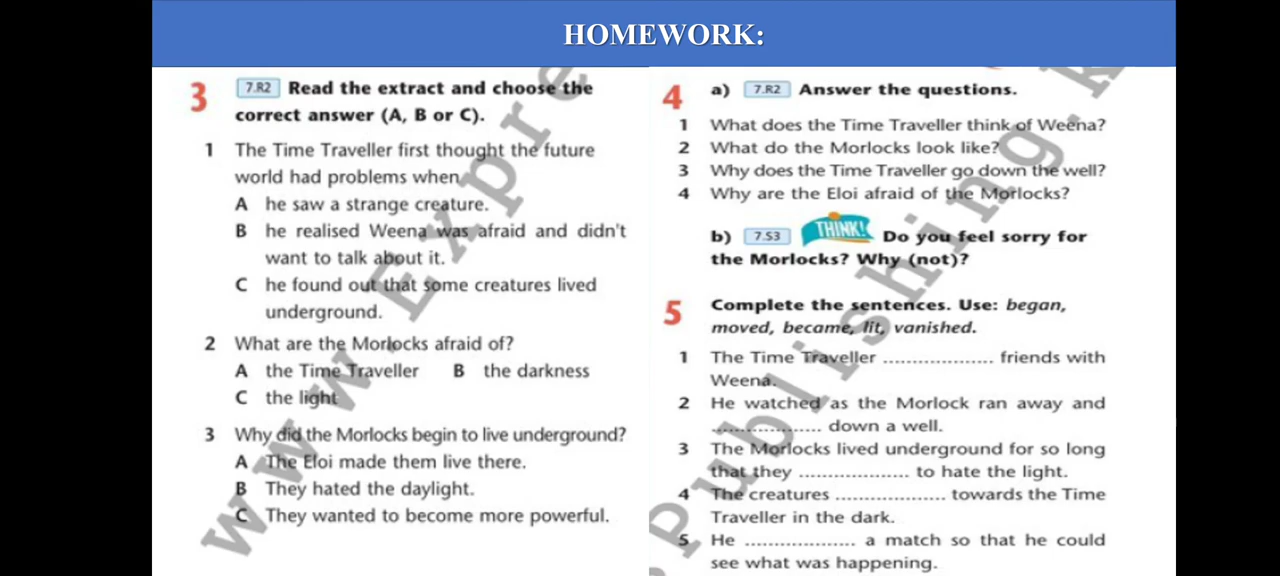 HOMEWORK:
3 7.R2 Read the extract and choose the
correct answer (A, B or C).
1 The Time Traveller first thought the future
world had problems when
A he saw a strange creature.
B he realised Weena was afraid and didn't
want to talk about it.
C he found out that some creatures lived
underground.
2 What are the Morlocks afraid of?
A the Time Traveller B the darkness
C the light
3 Why did the Morlocks begin to live underground?
A The Eloi made them live there.
B They hated the daylight.
C They wanted to become more powerful.
4 a) 7.R2 Answer the questions.
1 What does the Time Traveller think of Weena?
2 What do the Morlocks look like?
3 Why does the Time Traveller go down the well?
4 Why are the Eloi afraid of the Morlocks?
b) 7.S3 THINK! Do you feel sorry for
the Morlocks? Why (not)?
5 Complete the sentences. Use: began,
moved, became, lit, vanished.
1 The Time Traveller .................. friends with
Weena.
2 He watched as the Morlock ran away and
.................. down a well.
3 The Morlocks lived underground for so long
that they .................. to hate the light.
4 The creatures .................. towards the Time
Traveller in the dark.
5 He .................. a match so that he could
see what was happening.
www.Expre
Publishing.k